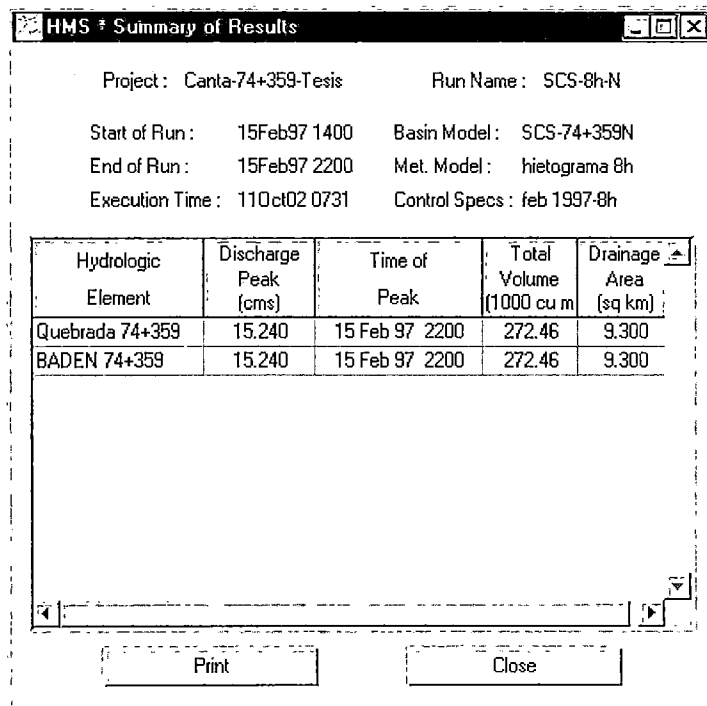 HMS * Summary of Results
Project : Canta-74+359-Tesis Run Name : SCS-8h-N
Start of Run : 15Feb97 1400 Basin Model : SCS-74+359N
End of Run : 15Feb97 2200 Met. Model : hietograma 8h
Execution Time : 11Oct02 0731 Control Specs : feb 1997-8h
Hydrologic Element Discharge Peak (cms) Time of Peak Total Volume (1000 cu m Drainage Area (sq km)
Quebrada 74+359 15.240 15 Feb 97 2200 272.46 9.300
BADEN 74+359 15.240 15 Feb 97 2200 272.46 9.300
Print Close